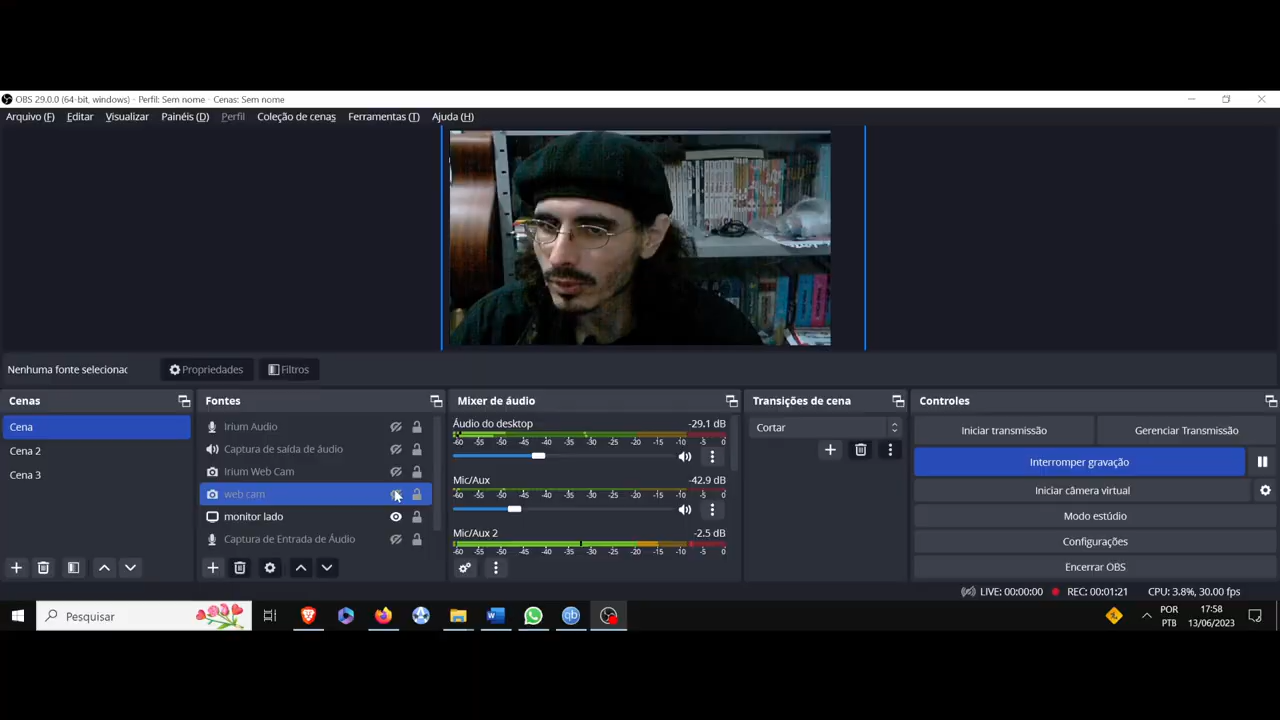 OBS 29.0.0 (64-bit, windows) - Perfil: Sem nome - Cenas: Sem nome
Arquivo (F) Editar Visualizar Painéis (D) Perfil Coleção de cenas Ferramentas (T) Ajuda (H)
Nenhuma fonte selecionac Propriedades Filtros
Cenas
Cena
Cena 2
Cena 3
Fontes
Irium Audio
Captura de saída de áudio
Irium Web Cam
web cam
monitor lado
Captura de Entrada de Áudio
Mixer de áudio
Áudio do desktop -29.1 dB
-60 -55 -50 -45 -40 -35 -30 -25 -20 -15 -10 -5 0
Mic/Aux -42.9 dB
-60 -55 -50 -45 -40 -35 -30 -25 -20 -15 -10 -5 0
Mic/Aux 2 -2.5 dB
-60 -55 -50 -45 -40 -35 -30 -25 -20 -15 -10 -5 0
Transições de cena
Cortar
Controles
Iniciar transmissão Gerenciar Transmissão
Interromper gravação
Iniciar câmera virtual
Modo estúdio
Configurações
Encerrar OBS
LIVE: 00:00:00 REC: 00:01:21 CPU: 3.8%, 30.00 fps
Pesquisar
POR
PTB
17:58
13/06/2023